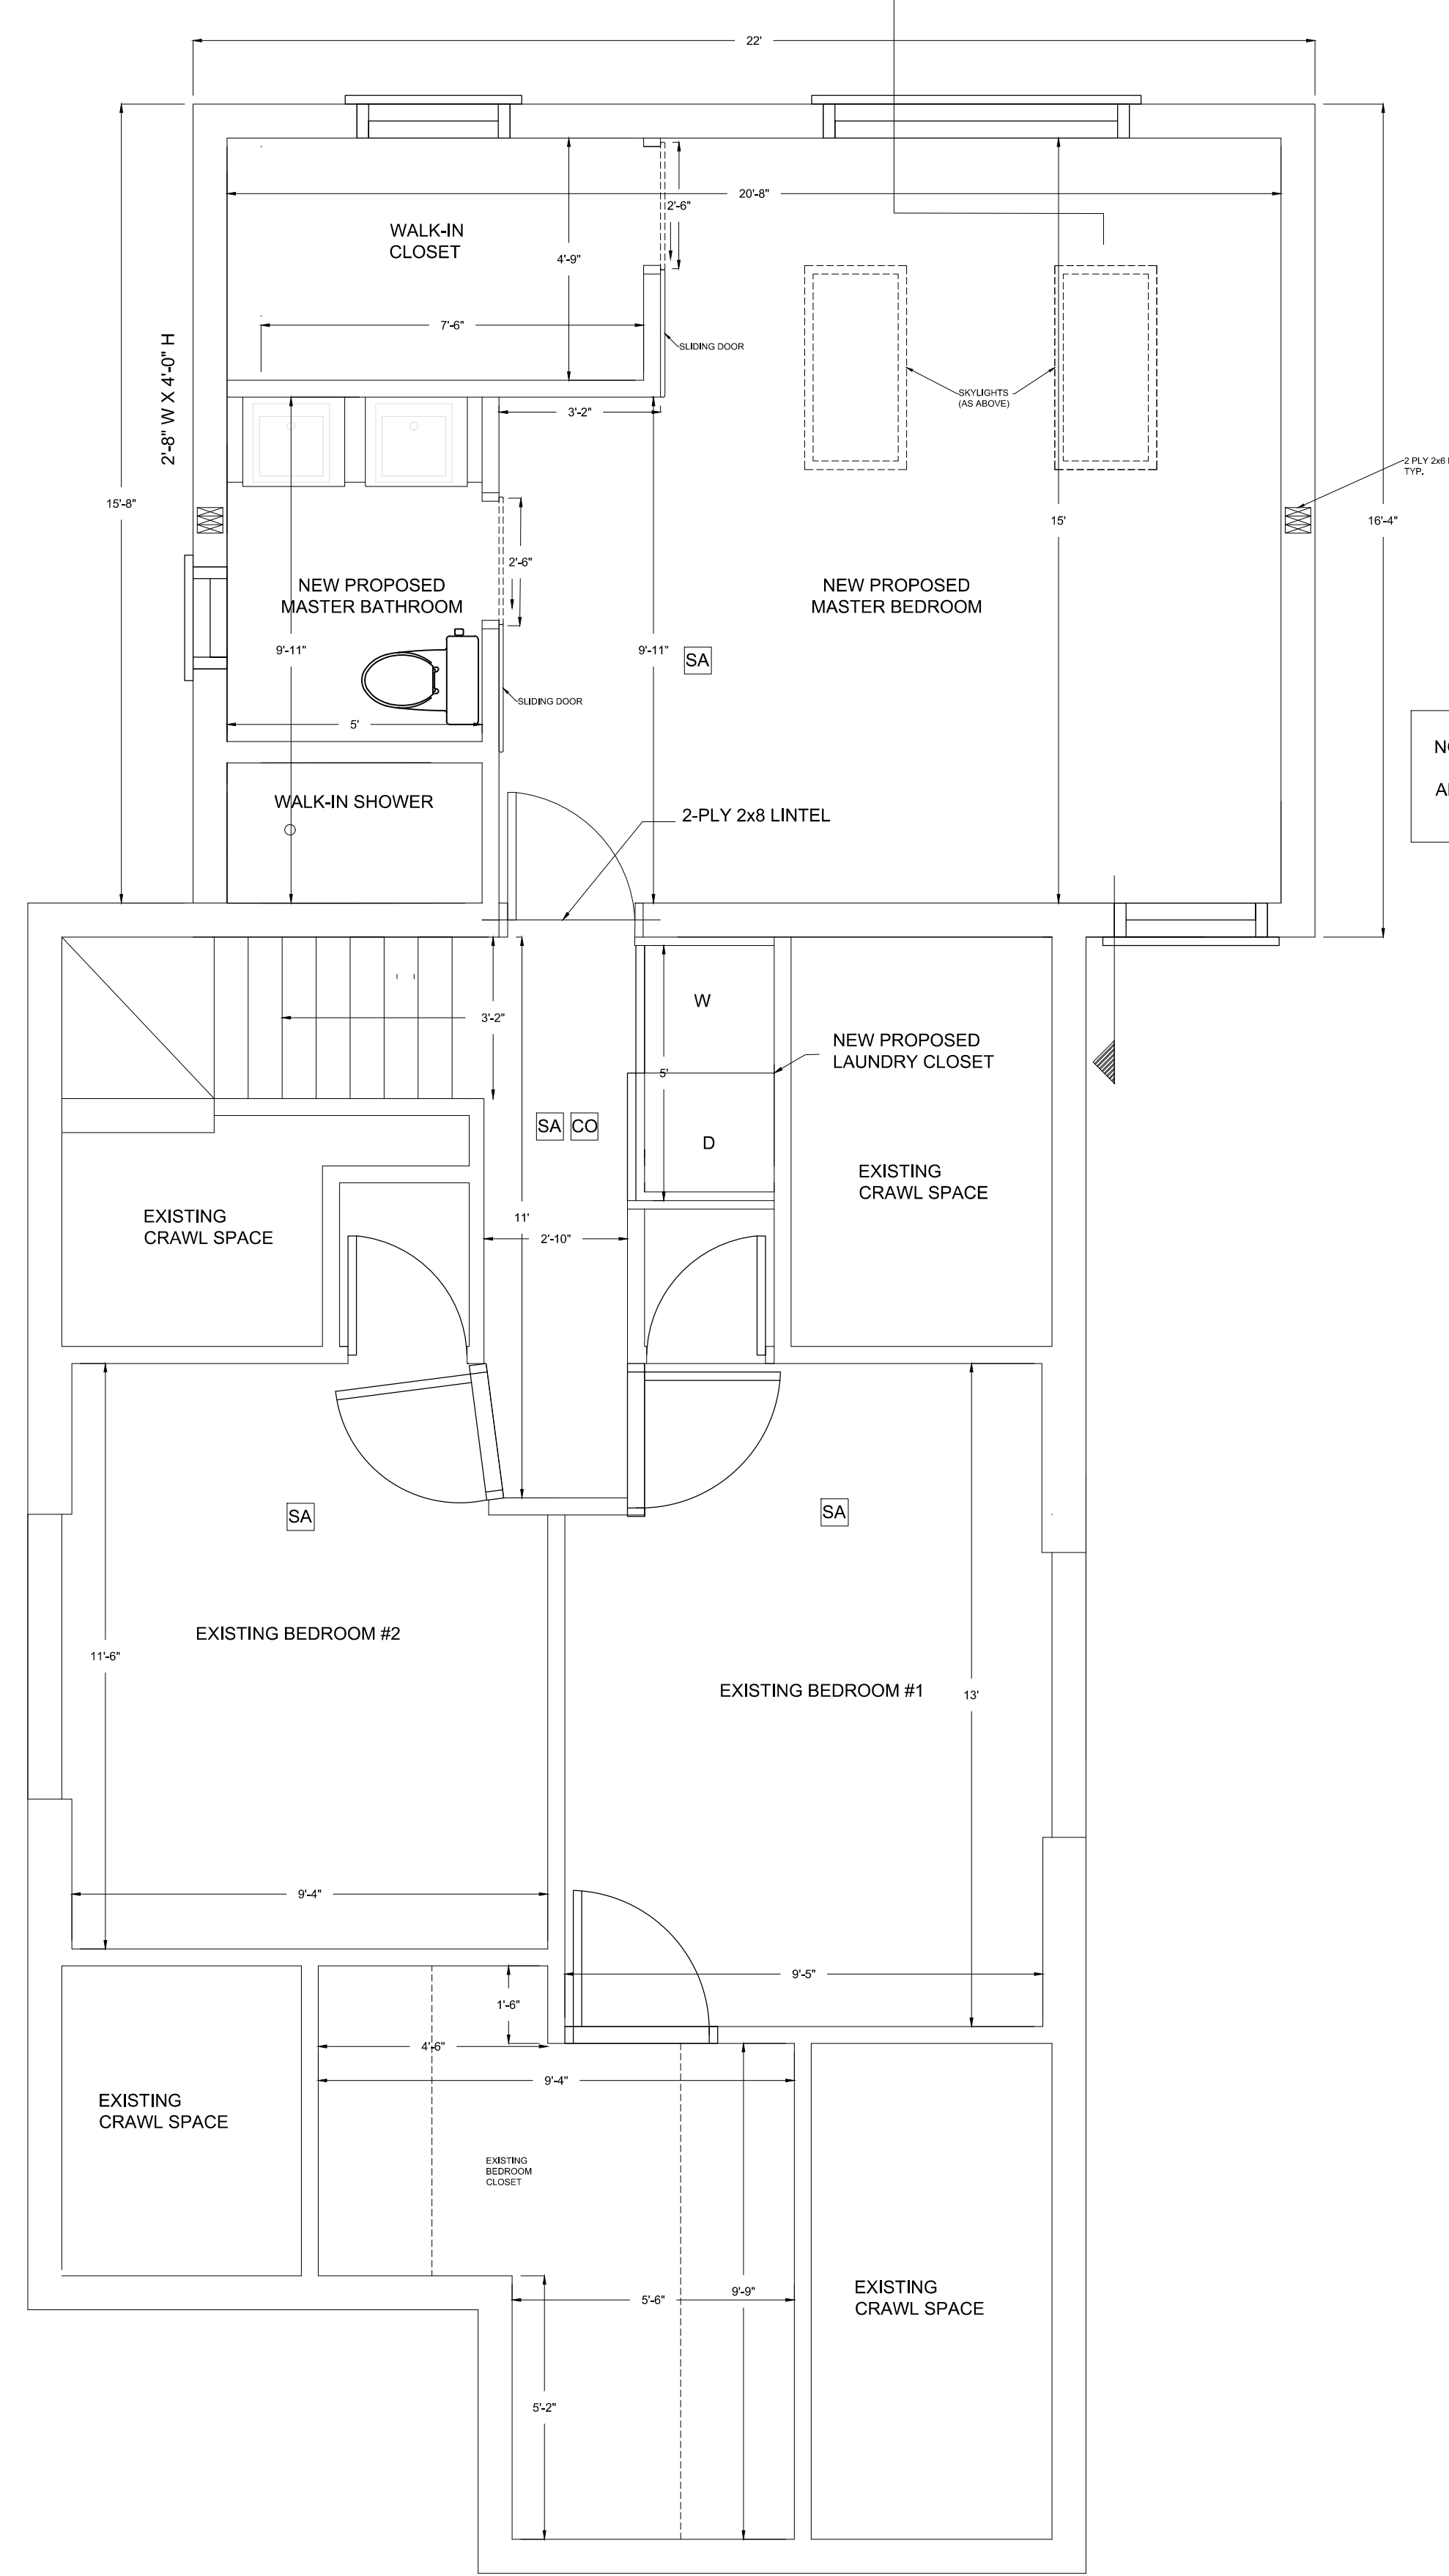 22'
20'-8"
2'-6"
WALK-IN
CLOSET
4'-9"
7'-6"
SLIDING DOOR
2'-8" W X 4'-0" H
SKYLIGHTS
(AS ABOVE)
3'-2"
2 PLY 2x6
TYP.
15'-8"
15'
16'-4"
2'-6"
NEW PROPOSED
MASTER BATHROOM
NEW PROPOSED
MASTER BEDROOM
9'-11"
9'-11"
SA
SLIDING DOOR
5'
WALK-IN SHOWER
2-PLY 2x8 LINTEL
W
3'-2"
NEW PROPOSED
LAUNDRY CLOSET
5'
SA
CO
D
EXISTING
CRAWL SPACE
EXISTING
CRAWL SPACE
11'
2'-10"
SA
SA
EXISTING BEDROOM #2
11'-6"
EXISTING BEDROOM #1
13'
9'-4"
9'-5"
1'-6"
4'-6"
9'-4"
EXISTING
CRAWL SPACE
EXISTING
BEDROOM
CLOSET
5'-6"
9'-9"
EXISTING
CRAWL SPACE
5'-2"